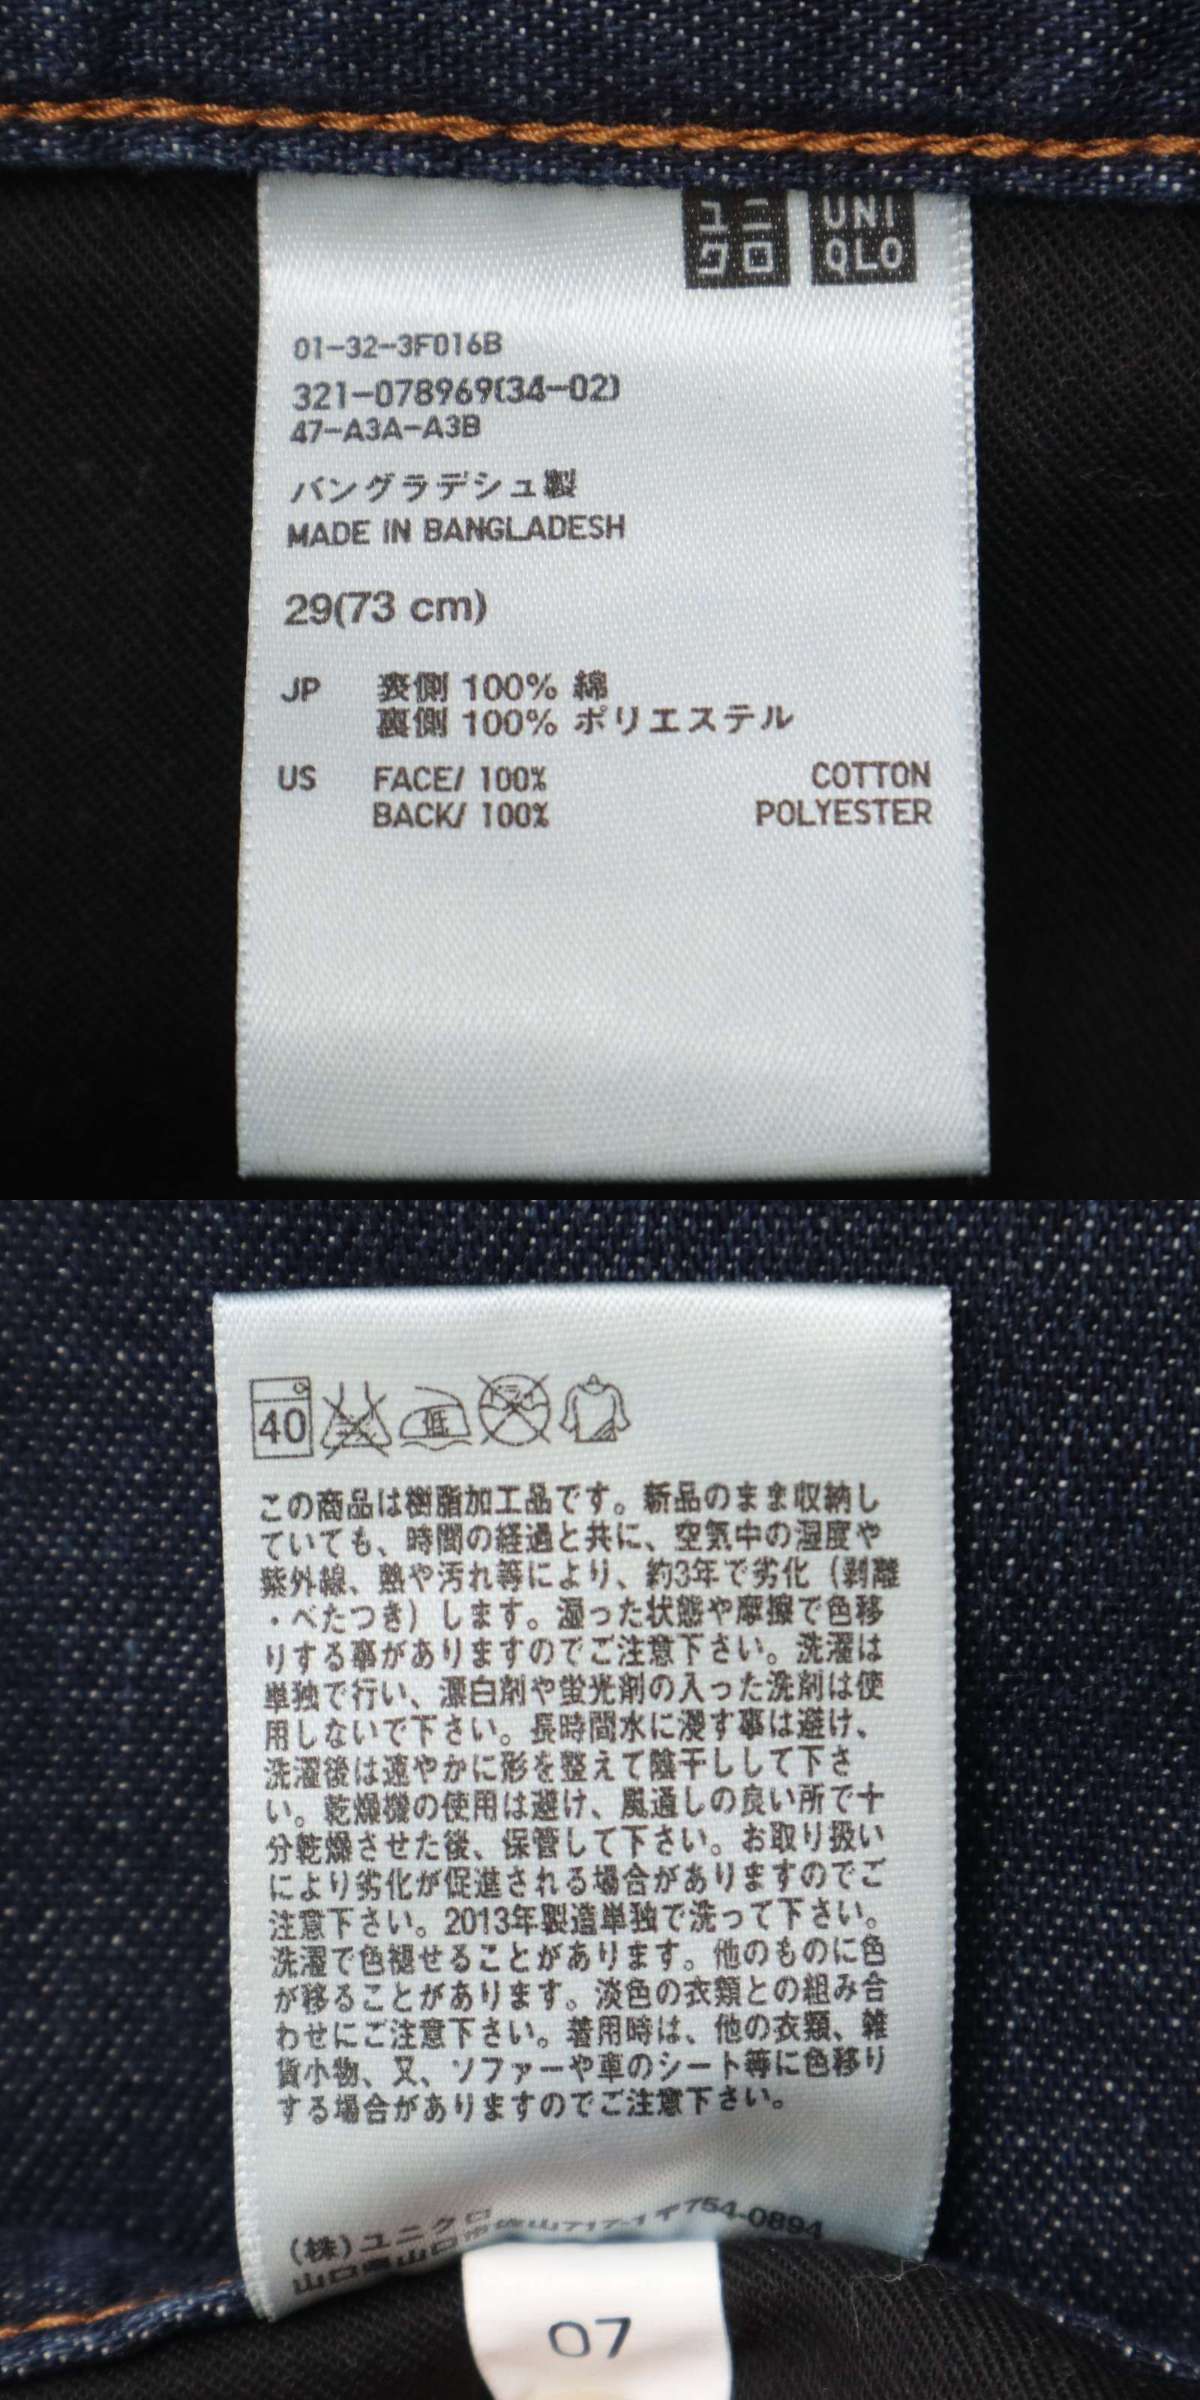 ユニ
クロ
UNI
QLO
01-32-3F016B
321-078969(34-02)
47-A3A-A3B
バングラデシュ製
MADE IN BANGLADESH
29(73 cm)
JP 表側 100% 綿
裏側 100% ポリエステル
US FACE/ 100% COTTON
BACK/ 100% POLYESTER
40 低
この商品は樹脂加工品です。新品のまま収納し
ていても、時間の経過と共に、空気中の湿度や
紫外線、熱や汚れ等により、約3年で劣化（剥離
・べたつき）します。湿った状態や摩擦で色移
りする事がありますのでご注意下さい。洗濯は
単独で行い、漂白剤や蛍光剤の入った洗剤は使
用しないで下さい。長時間水に浸す事は避け、
洗濯後は速やかに形を整えて陰干しして下さ
い。乾燥機の使用は避け、風通しの良い所で十
分乾燥させた後、保管して下さい。お取り扱い
により劣化が促進される場合がありますのでご
注意下さい。2013年製造単独で洗って下さい。
洗濯で色褪せることがあります。他のものに色
が移ることがあります。淡色の衣類との組み合
わせにご注意下さい。着用時は、他の衣類、雑
貨小物、又、ソファーや車のシート等に色移り
する場合がありますのでご注意下さい。
(株)ユニクロ
山口県山口市佐山717-1 〒754-0894
07